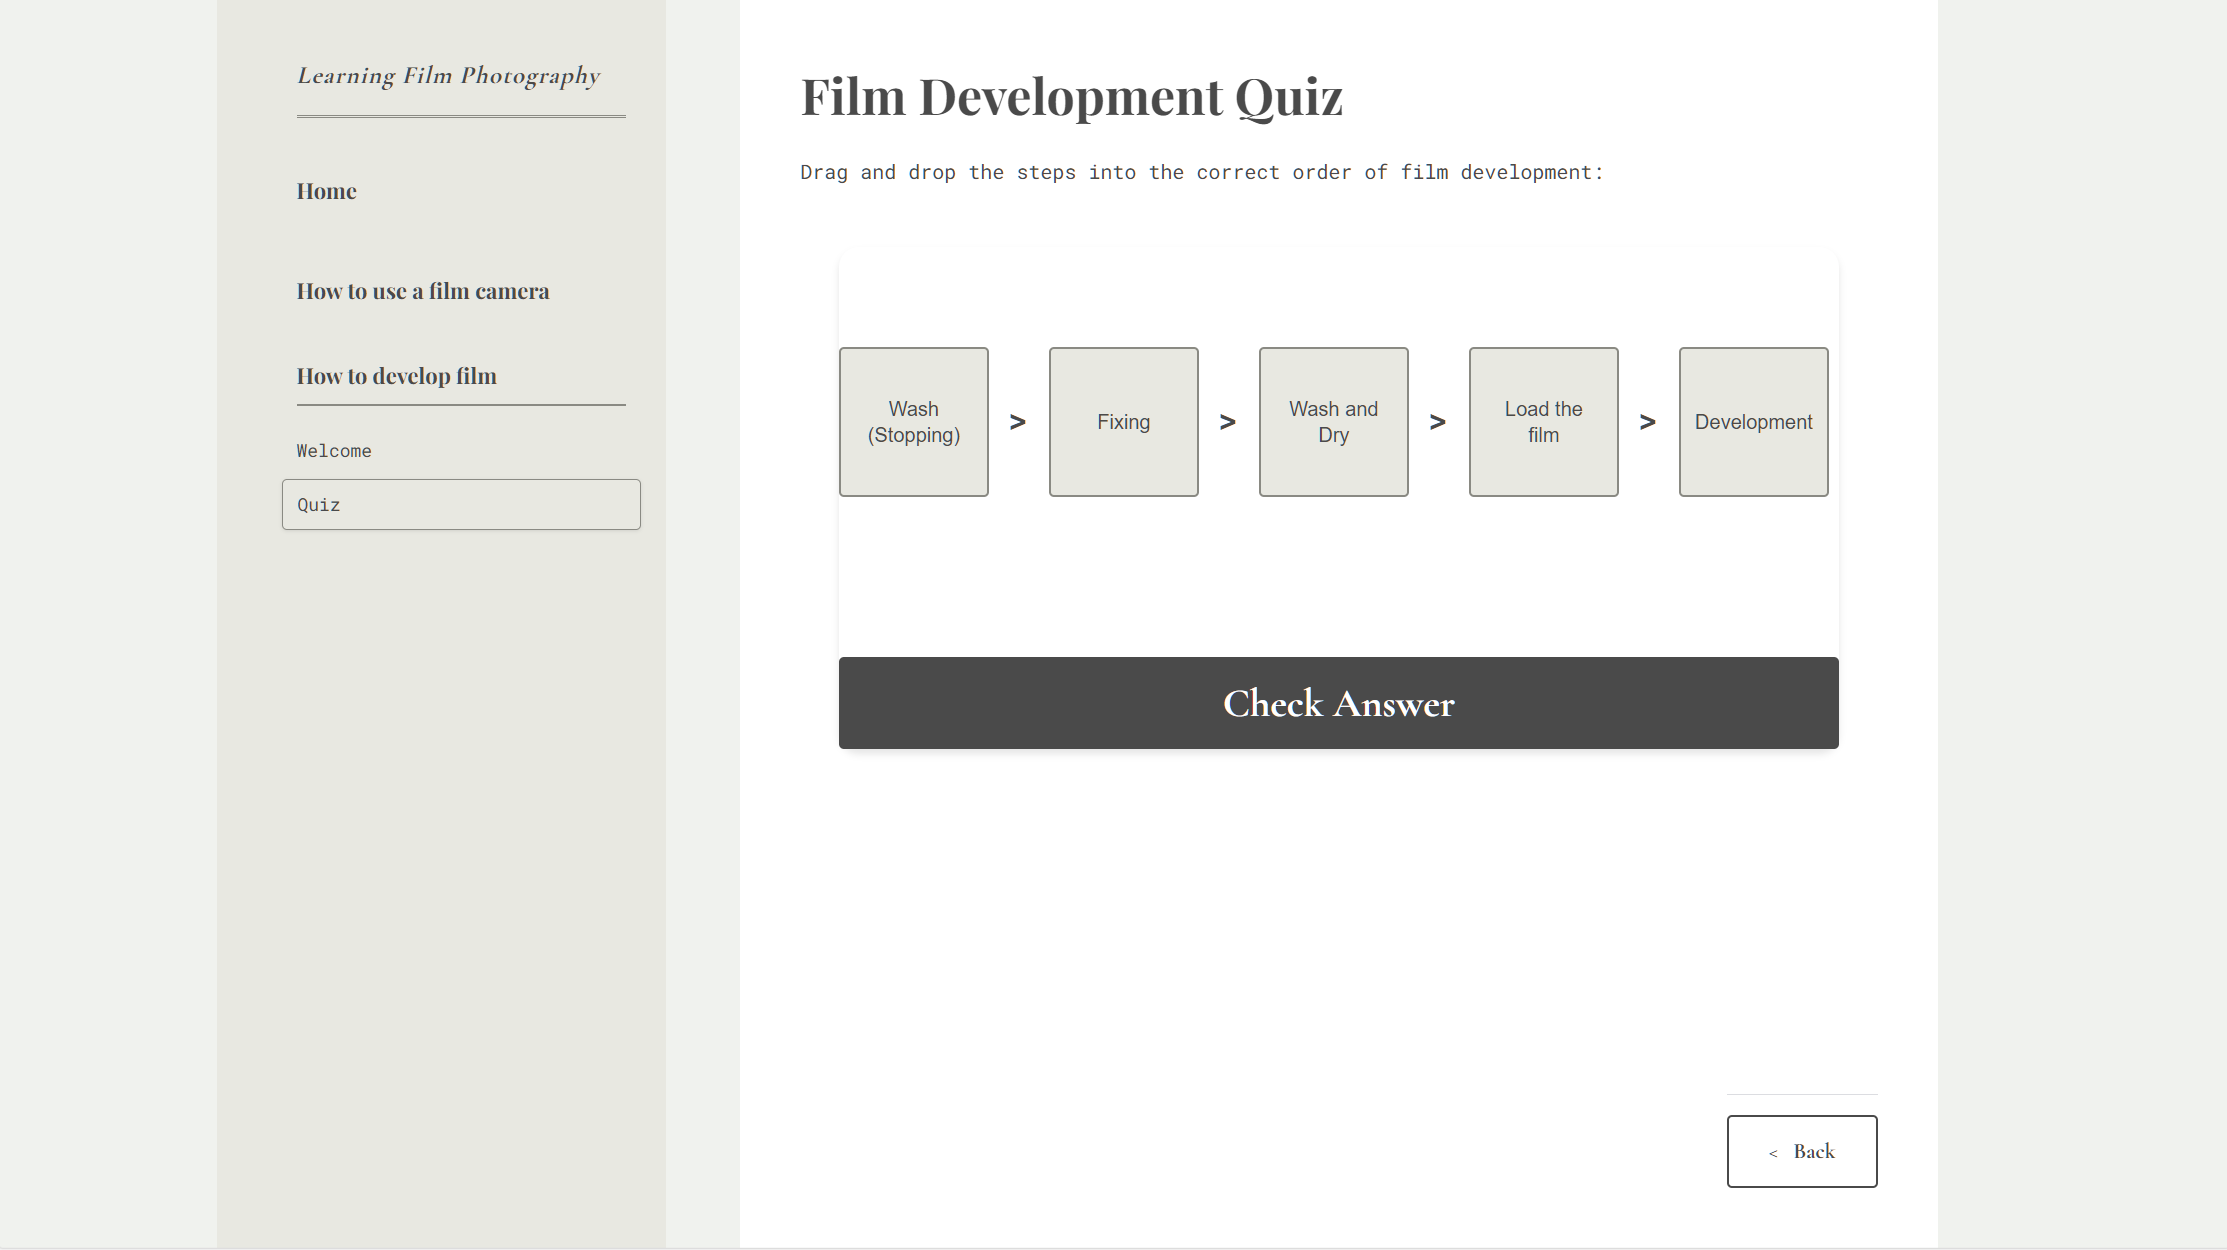 Learning Film Photography
Home
How to use a film camera
How to develop film
Welcome
Quiz
Film Development Quiz
Drag and drop the steps into the correct order of film development:
Wash
(Stopping)
>
Fixing
>
Wash and
Dry
>
Load the
film
>
Development
Check Answer
< Back